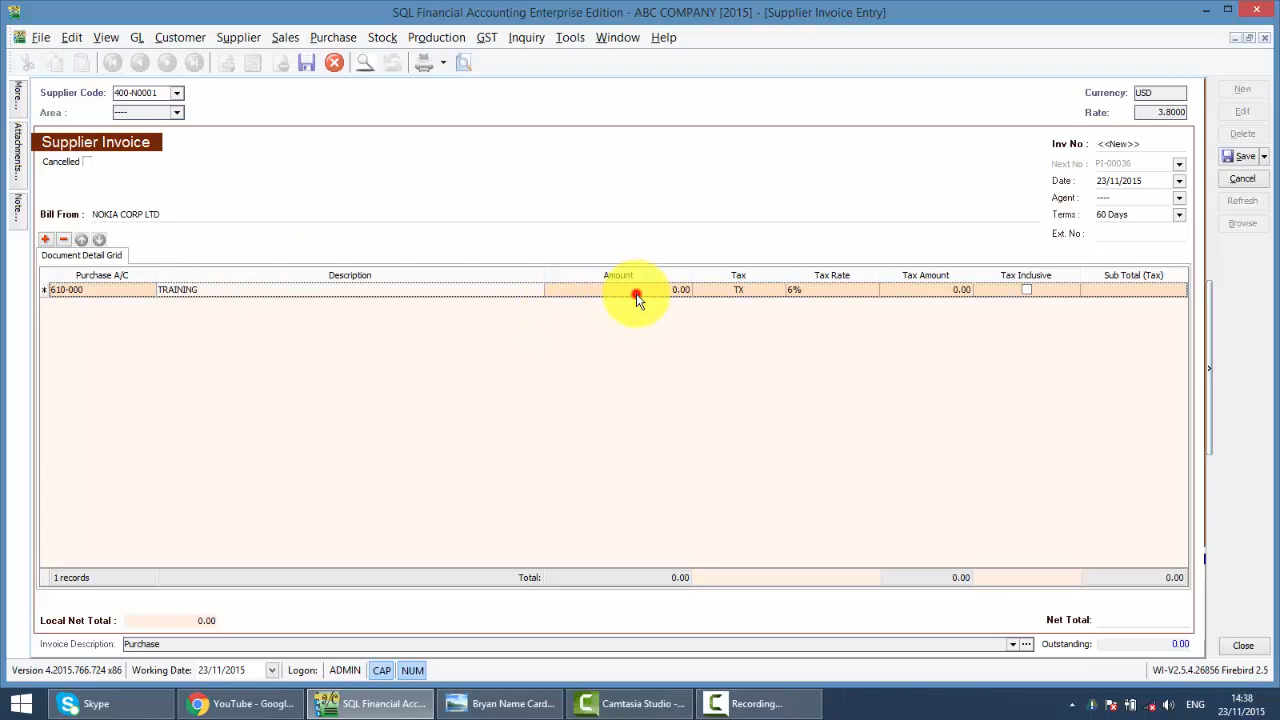 SQL Financial Accounting Enterprise Edition - ABC COMPANY [2015] - [Supplier Invoice Entry]
File Edit View GL Customer Supplier Sales Purchase Stock Production GST Inquiry Tools Window Help
More...
Attachments...
Note...
Supplier Code: 400-N0001
Area : ----
Currency: USD
Rate: 3.8000
Supplier Invoice
Cancelled
Inv No : <<New>>
Next No : PI-00036
Date : 23/11/2015
Agent : ----
Terms : 60 Days
Ext. No :
Bill From : NOKIA CORP LTD
Document Detail Grid
Purchase A/C Description Amount Tax Tax Rate Tax Amount Tax Inclusive Sub Total (Tax)
610-000 TRAINING 0.00 TX 6% 0.00
1 records Total: 0.00 0.00 0.00
Local Net Total : 0.00
Net Total:
Invoice Description: Purchase
Outstanding: 0.00
New
Edit
Delete
Save
Cancel
Refresh
Browse
Close
Version 4.2015.766.724 x86 Working Date: 23/11/2015 Logon: ADMIN CAP NUM WI-V2.5.4.26856 Firebird 2.5
Skype YouTube - Googl... SQL Financial Acc... Bryan Name Card... Camtasia Studio -... Recording...
14:38
23/11/2015